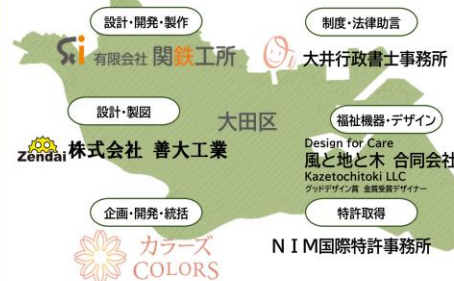 設計・開発・製作
Si 有限会社 関鉄工所
制度・法律助言
Oi 大井行政書士事務所
設計・製図
Zendai 株式会社 善大工業
大田区
福祉機器・デザイン
Design for Care
風と地と木 合同会社
Kazetochitoki LLC
グッドデザイン賞 金賞受賞デザイナー
企画・開発・統括
カラーズ
COLORS
特許取得
NIM国際特許事務所